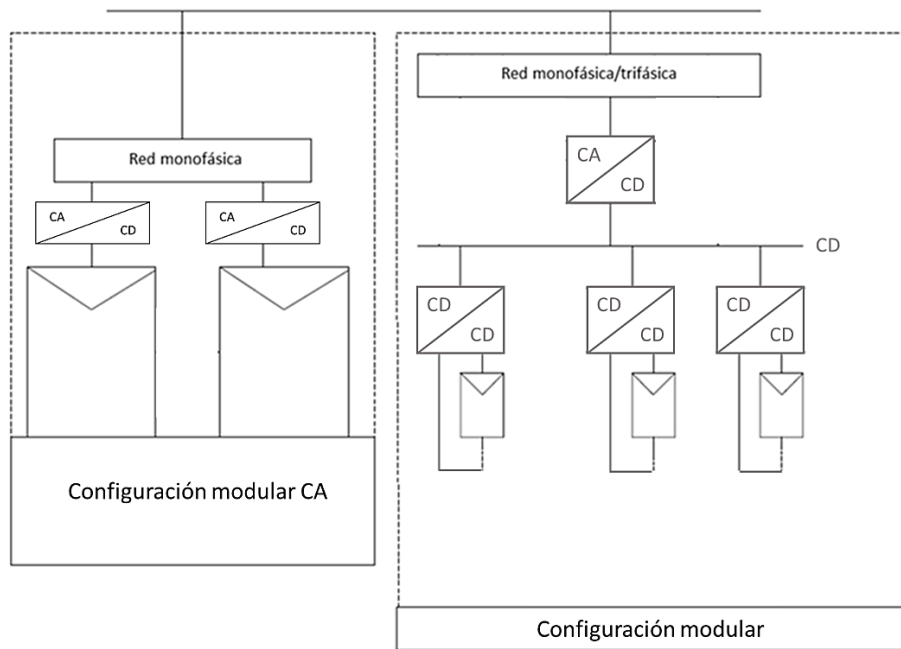 Red monofásica
CA
CD
CA
CD
Configuración modular CA
Red monofásica/trifásica
CA
CD
CD
CD
CD
CD
CD
CD
CD
Configuración modular